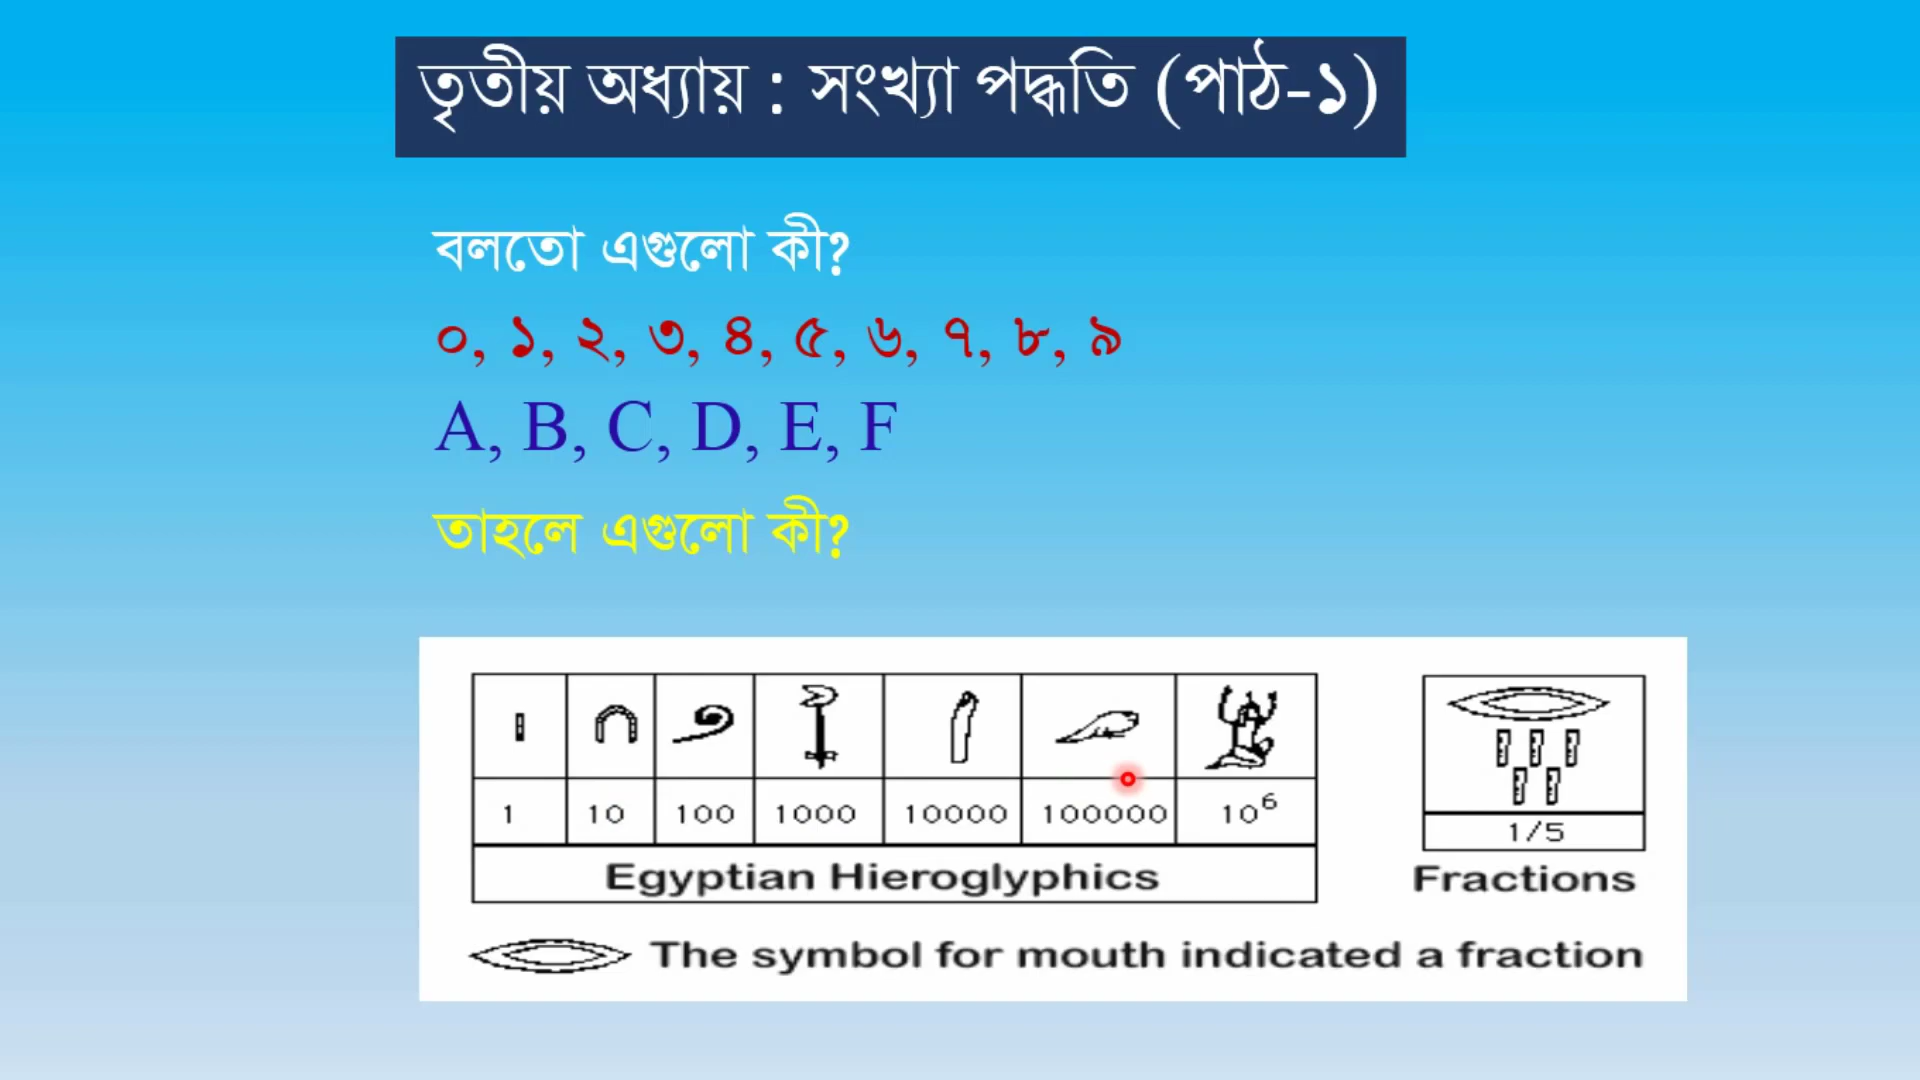 তৃতীয় অধ্যায় : সংখ্যা পদ্ধতি (পাঠ-১)
বলতো এগুলো কী?
০, ১, ২, ৩, ৪, ৫, ৬, ৭, ৮, ৯
A, B, C, D, E, F
তাহলে এগুলো কী?
1 10 100 1000 10000 100000 10⁶
1/5
Egyptian Hieroglyphics
Fractions
The symbol for mouth indicated a fraction